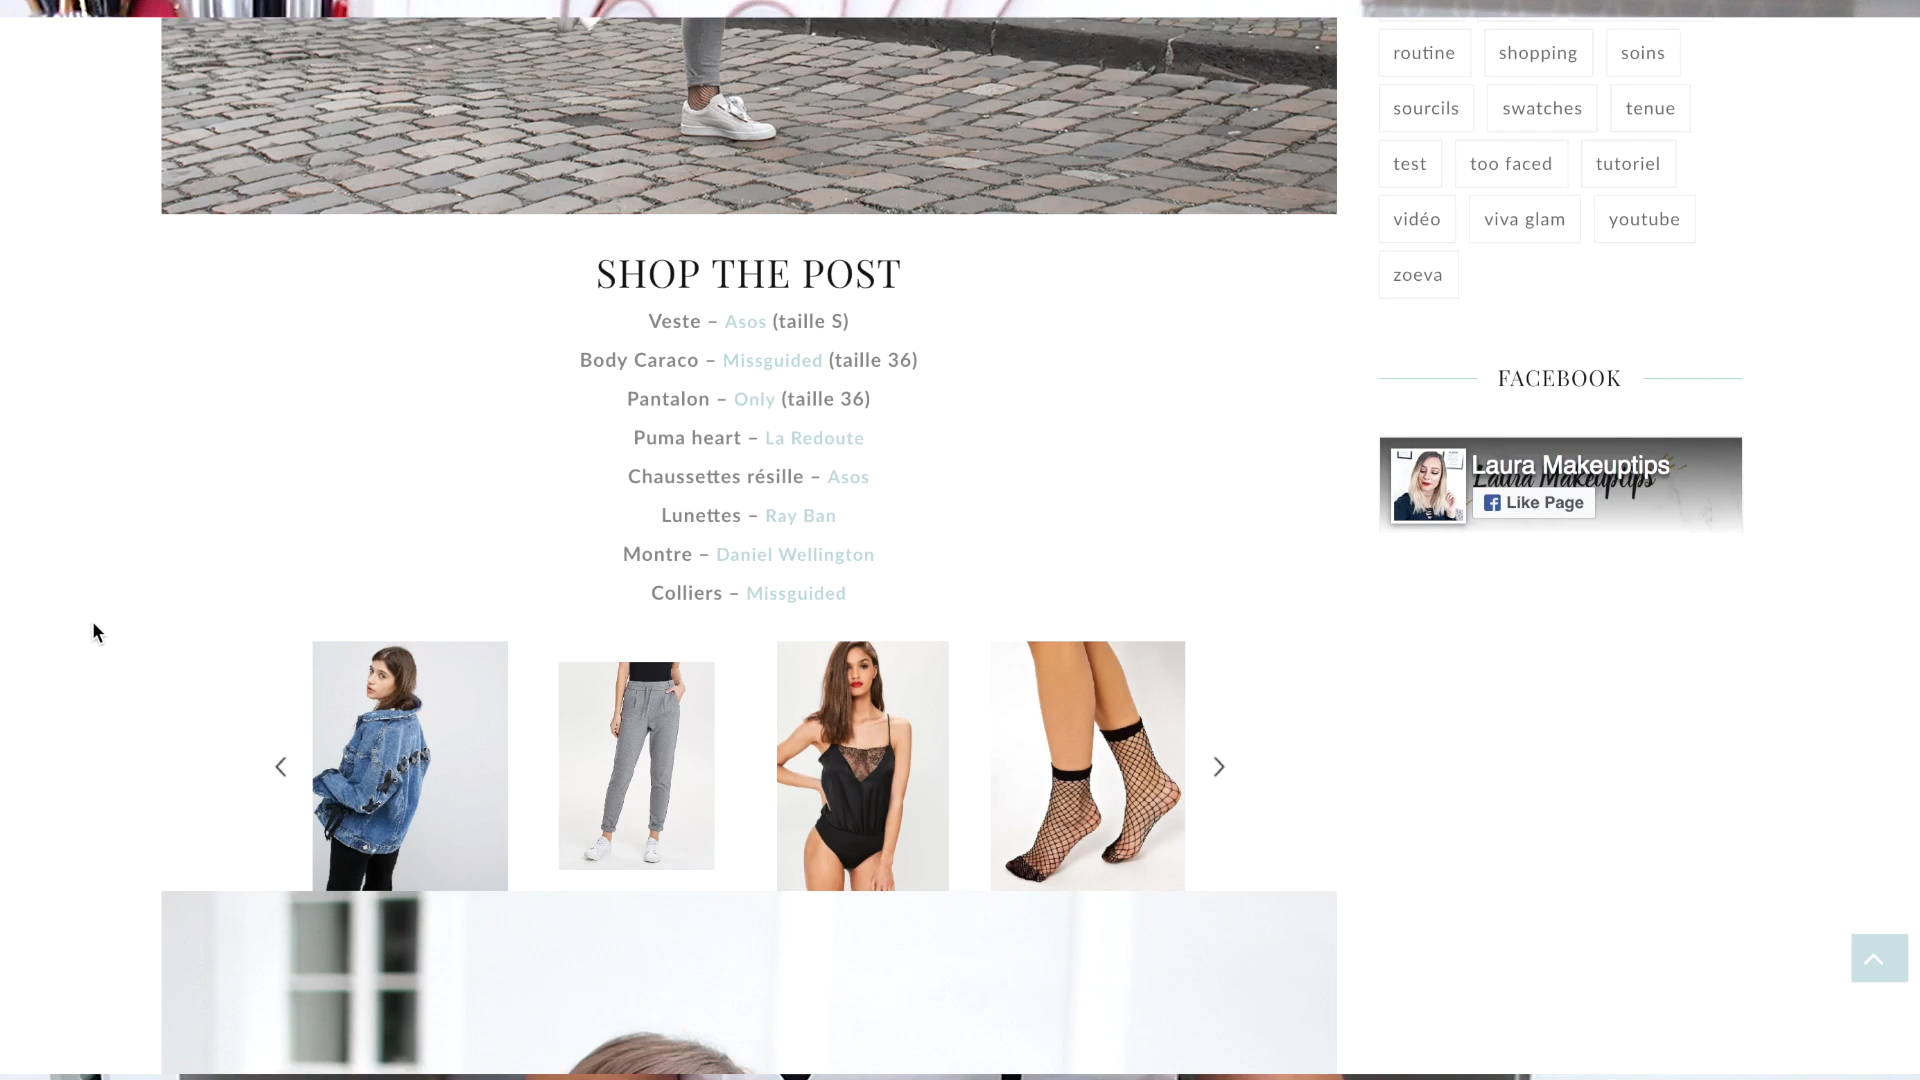 routine shopping soins
sourcils swatches tenue
test too faced tutoriel
vidéo viva glam youtube
zoeva
SHOP THE POST
Veste – Asos (taille S)
Body Caraco – Missguided (taille 36)
Pantalon – Only (taille 36)
Puma heart – La Redoute
Chaussettes résille – Asos
Lunettes – Ray Ban
Montre – Daniel Wellington
Colliers – Missguided
FACEBOOK
Laura Makeuptips
Laura Makeuptips
Like Page